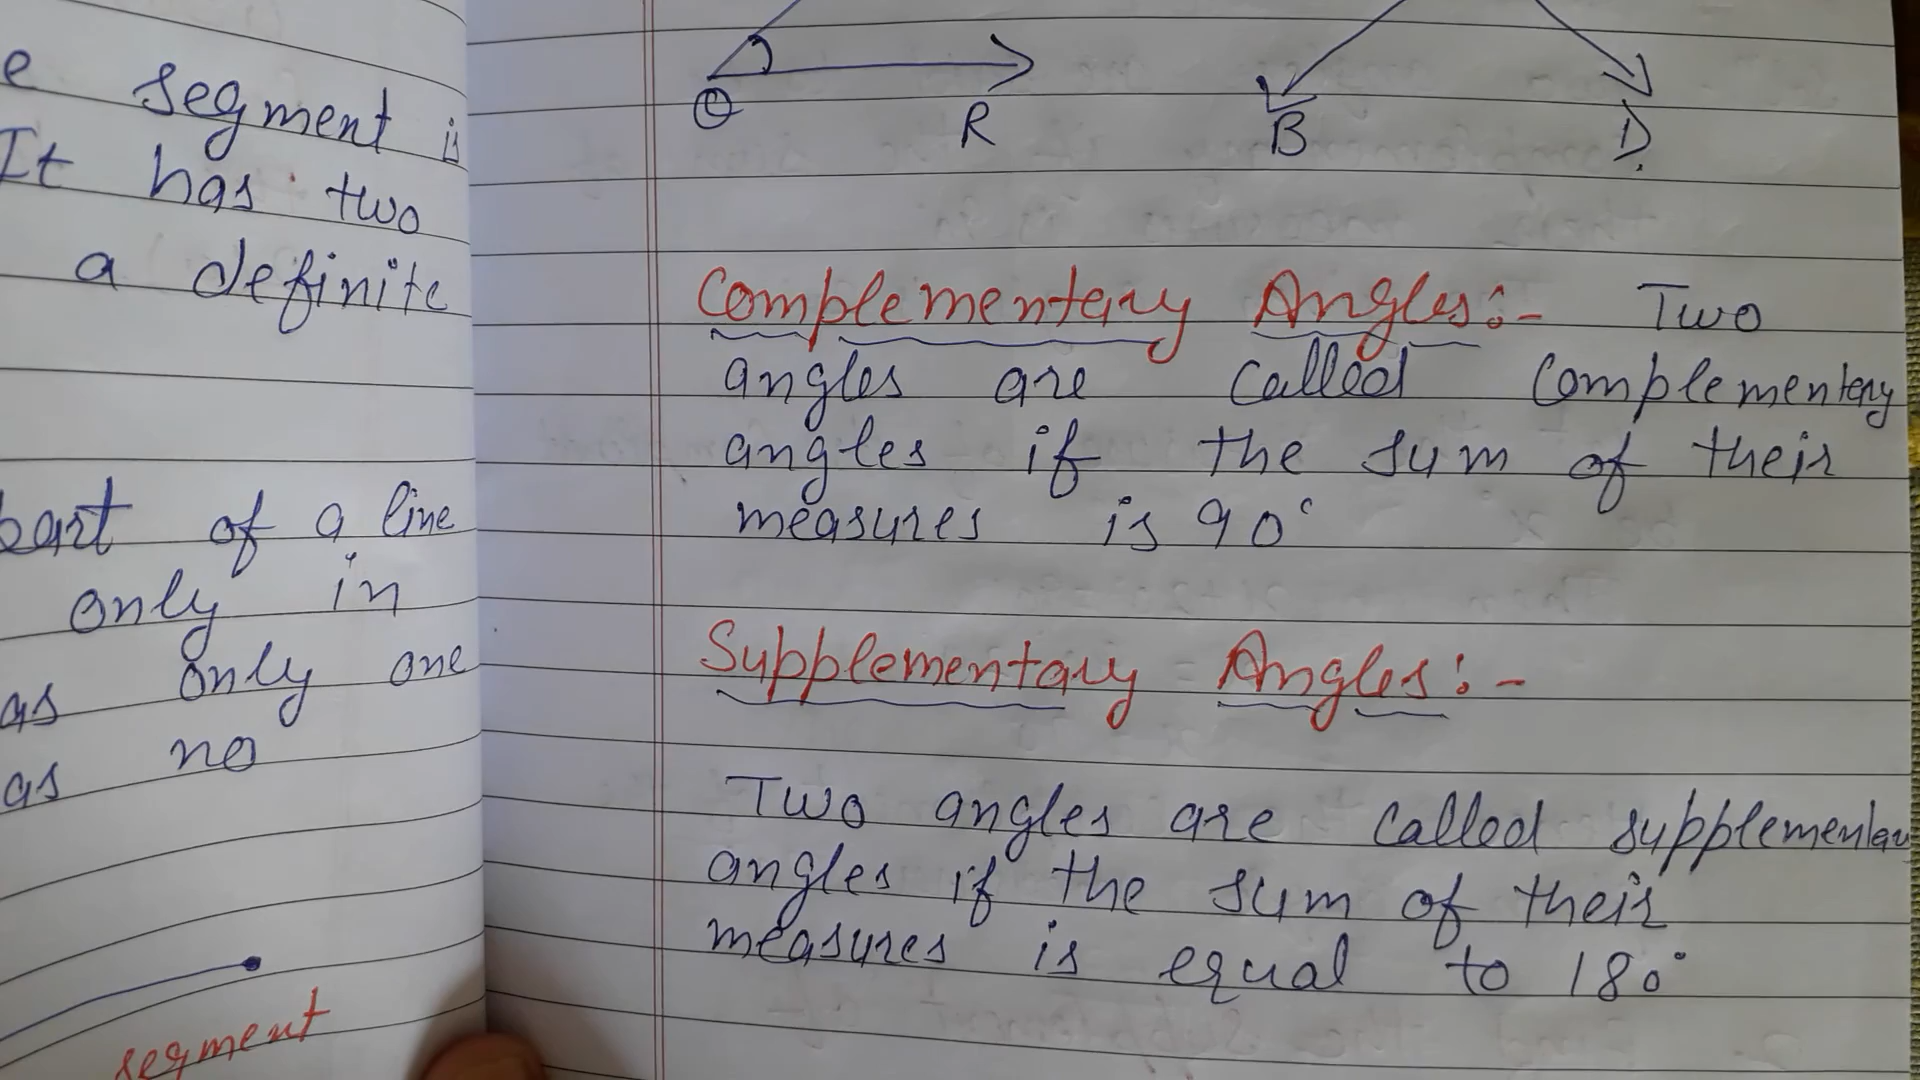 e segment is
It has two
a definite
part of a line
only in
as only one
as no
segment
O R B D
Complementary Angles:- Two
angles are called Complementary
angles if the sum of their
measures is 90°
Supplementary Angles:-
Two angles are called supplementary
angles if the sum of their
measures is equal to 180°